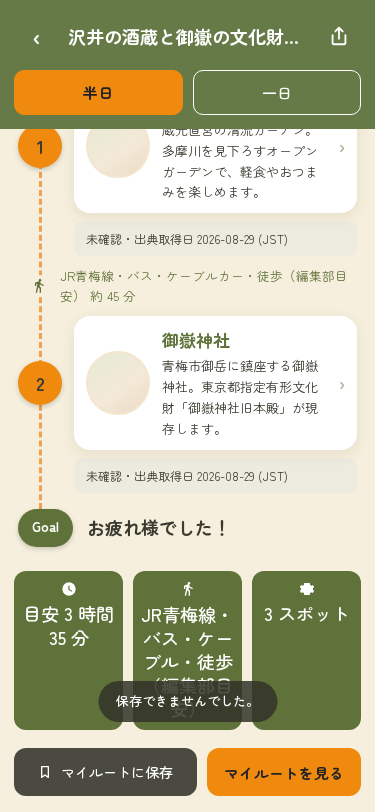 沢井の酒蔵と御嶽の文化財…
半日
一日
1
蔵元直営の清流ガーデン。
多摩川を見下ろすオープン
ガーデンで、軽食やおつま
みを楽しめます。
未確認・出典取得日 2026-08-29 (JST)
JR青梅線・バス・ケーブルカー・徒歩（編集部目
安） 約 45 分
2
御嶽神社
青梅市御岳に鎮座する御嶽
神社。東京都指定有形文化
財「御嶽神社旧本殿」が現
存します。
未確認・出典取得日 2026-08-29 (JST)
Goal
お疲れ様でした！
目安 3 時間
35 分
JR青梅線・
バス・ケー
ブル・徒歩
（編集部目
安）
3 スポット
保存できませんでした。
マイルートに保存
マイルートを見る